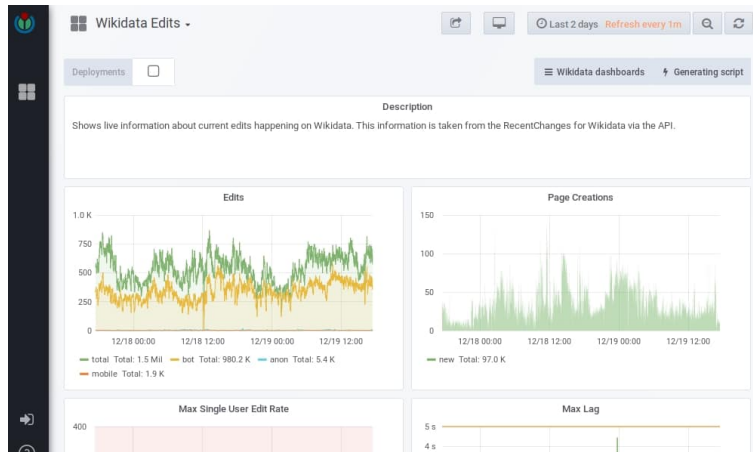 Wikidata Edits
Last 2 days Refresh every 1m
Deployments
Wikidata dashboards
Generating script
Description
Shows live information about current edits happening on Wikidata. This information is taken from the RecentChanges for Wikidata via the API.
Edits
1.0 K
750
500
250
0
12/18 00:00 12/18 12:00 12/19 00:00 12/19 12:00
total Total: 1.5 Mil bot Total: 980.2 K anon Total: 5.4 K
mobile Total: 1.9 K
Page Creations
150
100
50
0
12/18 00:00 12/18 12:00 12/19 00:00 12/19 12:00
new Total: 97.0 K
Max Single User Edit Rate
400
Max Lag
5 s
4 s